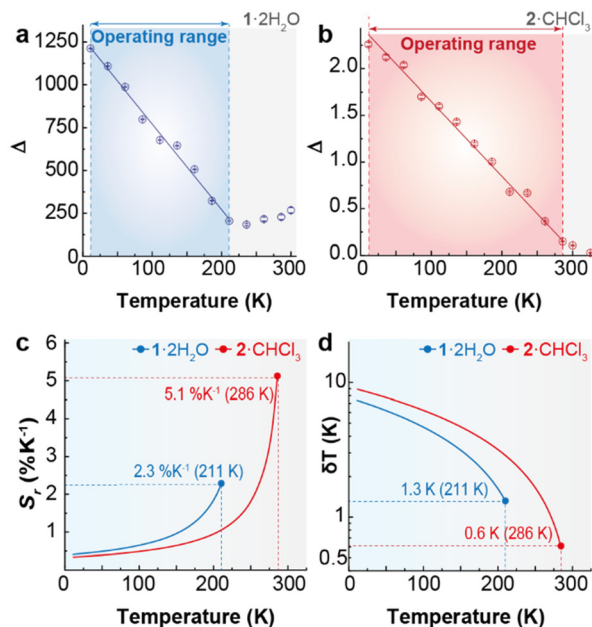 a
1·2H₂O
Operating range
1250
1000
750
500
250
0
Δ
0
100
200
300
Temperature (K)
b
2·CHCl₃
Operating range
2.0
1.5
1.0
0.5
0.0
Δ
0
100
200
300
Temperature (K)
c
1·2H₂O 2·CHCl₃
6
5
4
3
2
1
Sᵣ (%K⁻¹)
5.1 %K⁻¹ (286 K)
2.3 %K⁻¹ (211 K)
0
100
200
300
Temperature (K)
d
1·2H₂O 2·CHCl₃
10
1
0.5
δT (K)
1.3 K (211 K)
0.6 K (286 K)
0
100
200
300
Temperature (K)